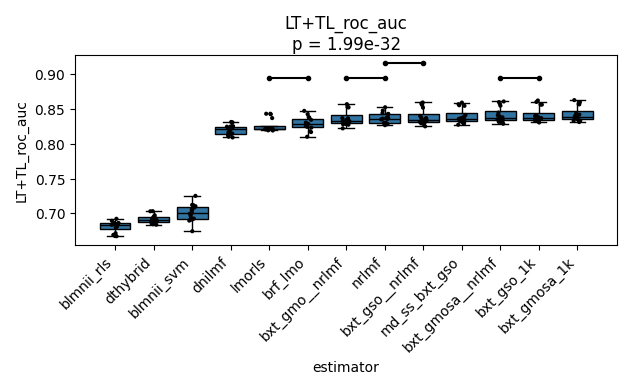 LT+TL_roc_auc
p = 1.99e-32
LT+TL_roc_auc
0.90
0.85
0.80
0.75
0.70
blmnii_rls
dthybrid
blmnii_svm
dnilmf
lmorls
brf_lmo
bxt_gmo__nrlmf
nrlmf
bxt_gso__nrlmf
md_ss_bxt_gso
bxt_gmosa__nrlmf
bxt_gso_1k
bxt_gmosa_1k
estimator